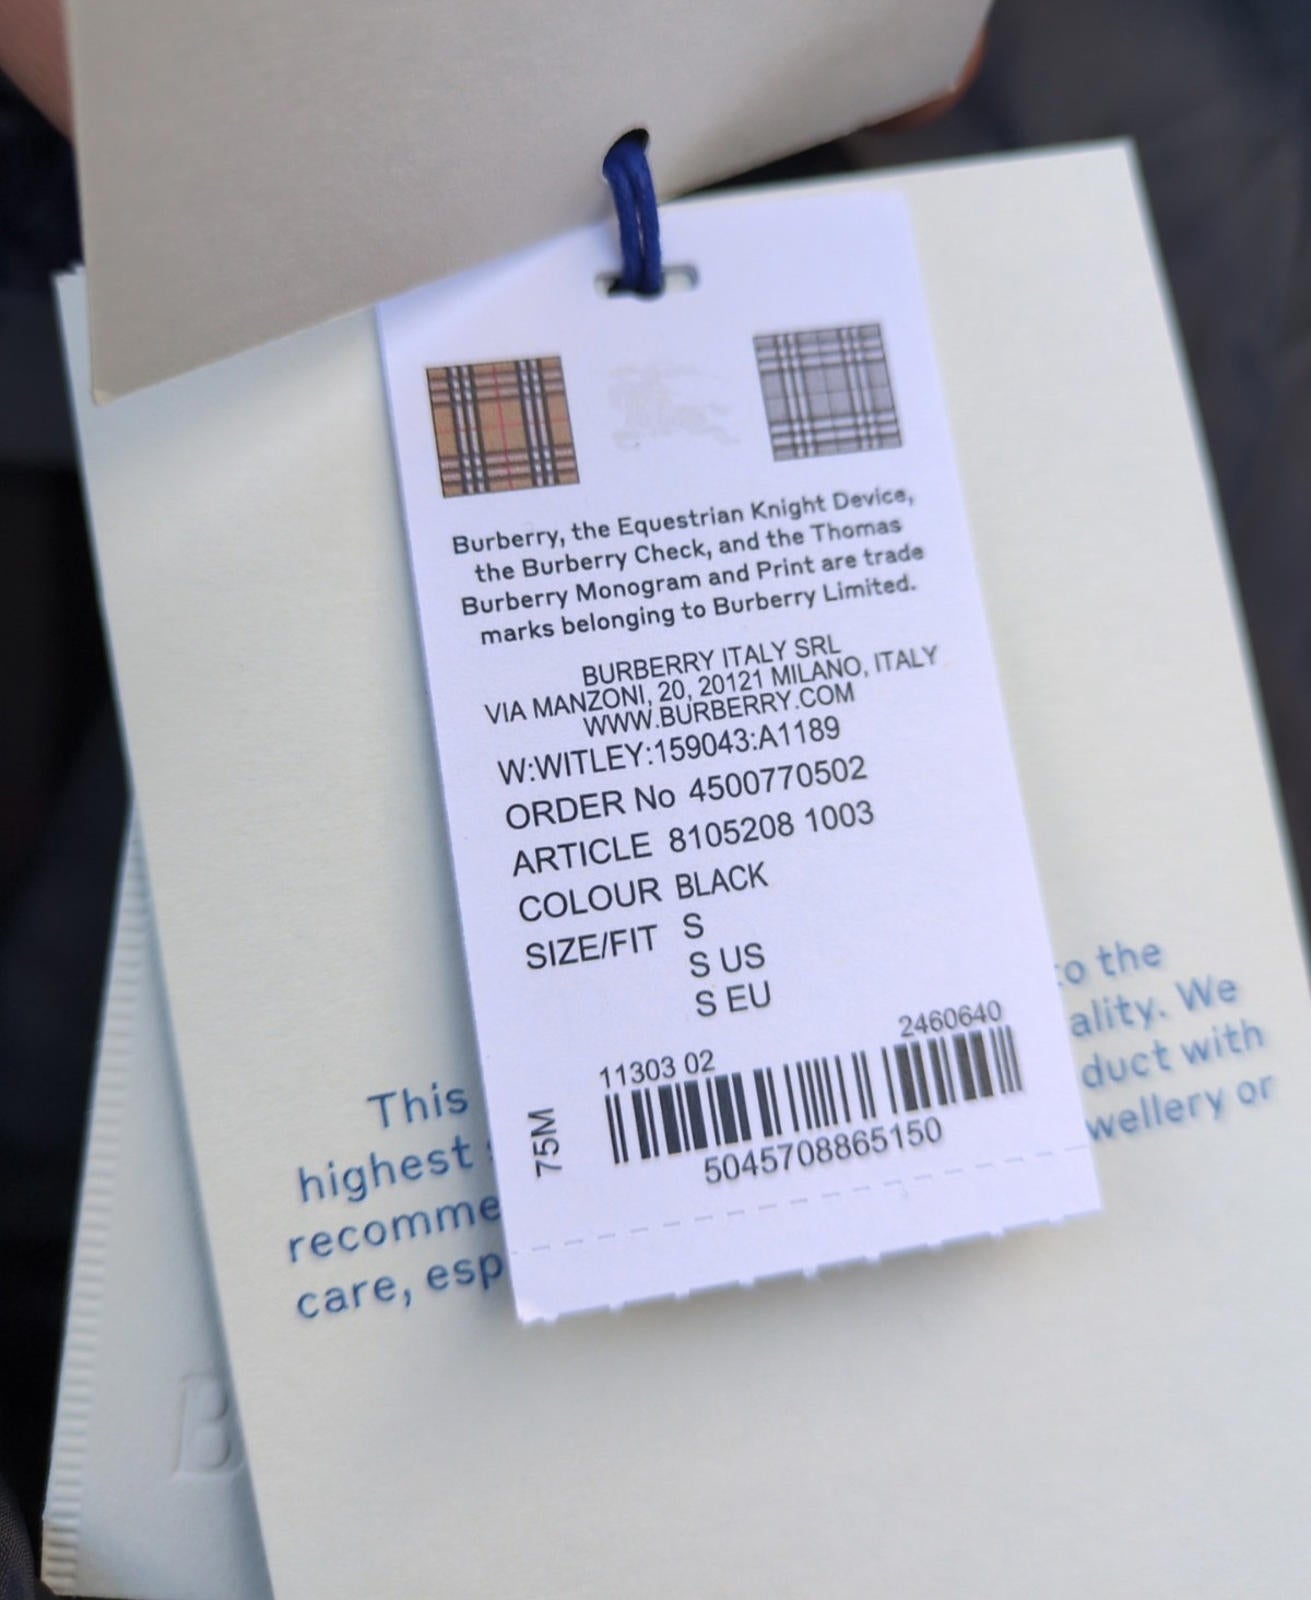 Burberry, the Equestrian Knight Device,
the Burberry Check, and the Thomas
Burberry Monogram and Print are trade
marks belonging to Burberry Limited.
BURBERRY ITALY SRL
VIA MANZONI, 20, 20121 MILANO, ITALY
WWW.BURBERRY.COM
W:WITLEY:159043:A1189
ORDER No 4500770502
ARTICLE 8105208 1003
COLOUR BLACK
SIZE/FIT S
S US
S EU
11303 02 2460640
75M
5045708865150
This
highest
recomme
care, esp
to the
ality. We
duct with
wellery or
B